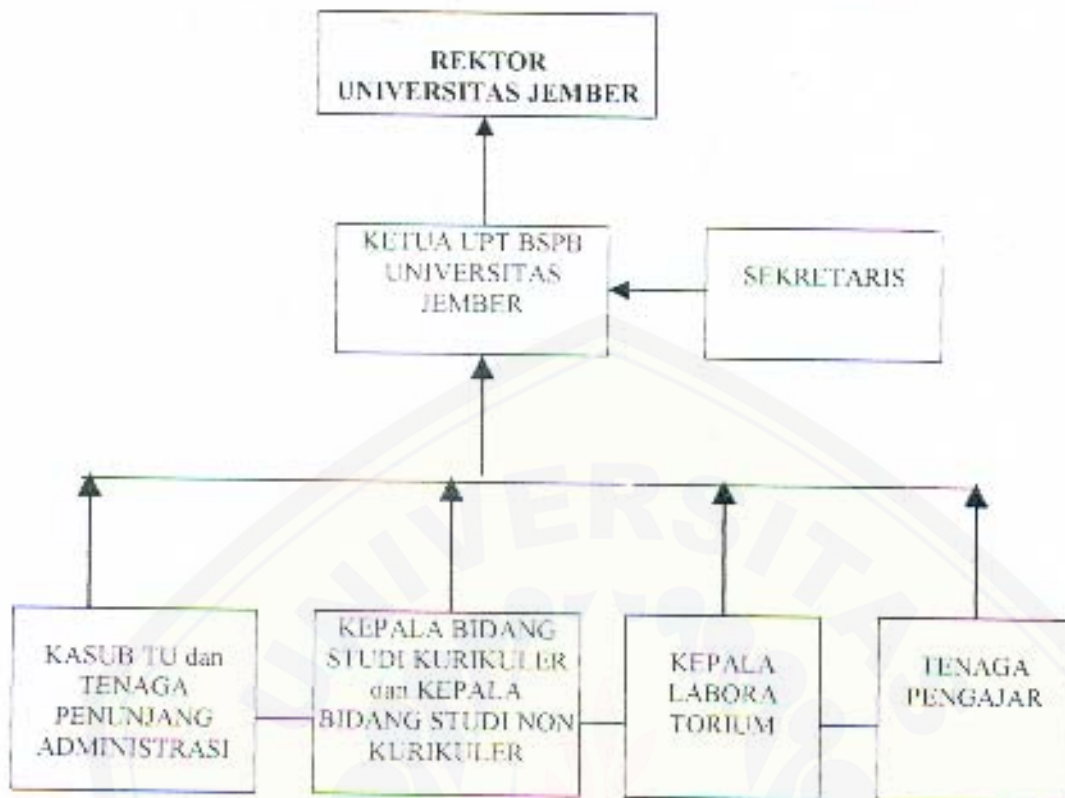 REKTOR
UNIVERSITAS JEMBER
KETUA UPT BSPB
UNIVERSITAS
JEMBER
SEKRETARIS
KASUB TU dan
TENAGA
PENUNJANG
ADMINISTRASI
KEPALA BIDANG
STUDI KURIKULER
dan KEPALA
BIDANG STUDI NON
KURIKULER
KEPALA
LABORA
TORIUM
TENAGA
PENGAJAR
UNIVERSITAS